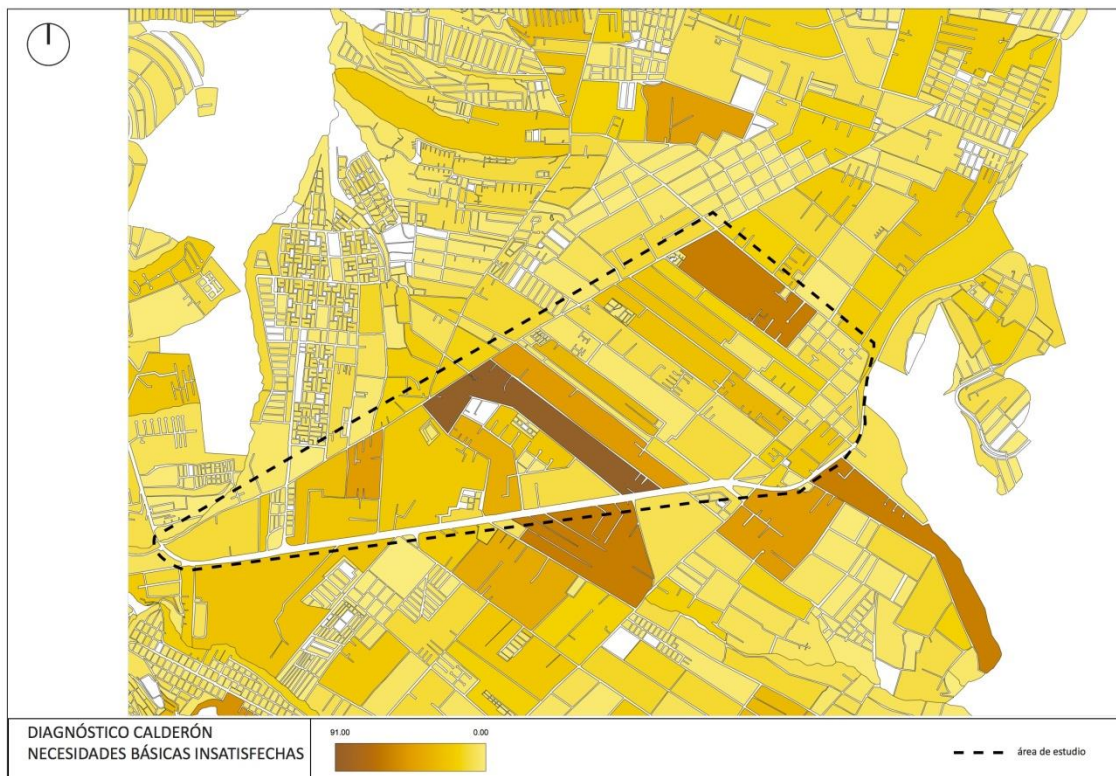 DIAGNÓSTICO CALDERÓN
NECESIDADES BÁSICAS INSATISFECHAS
91.00 0.00
área de estudio